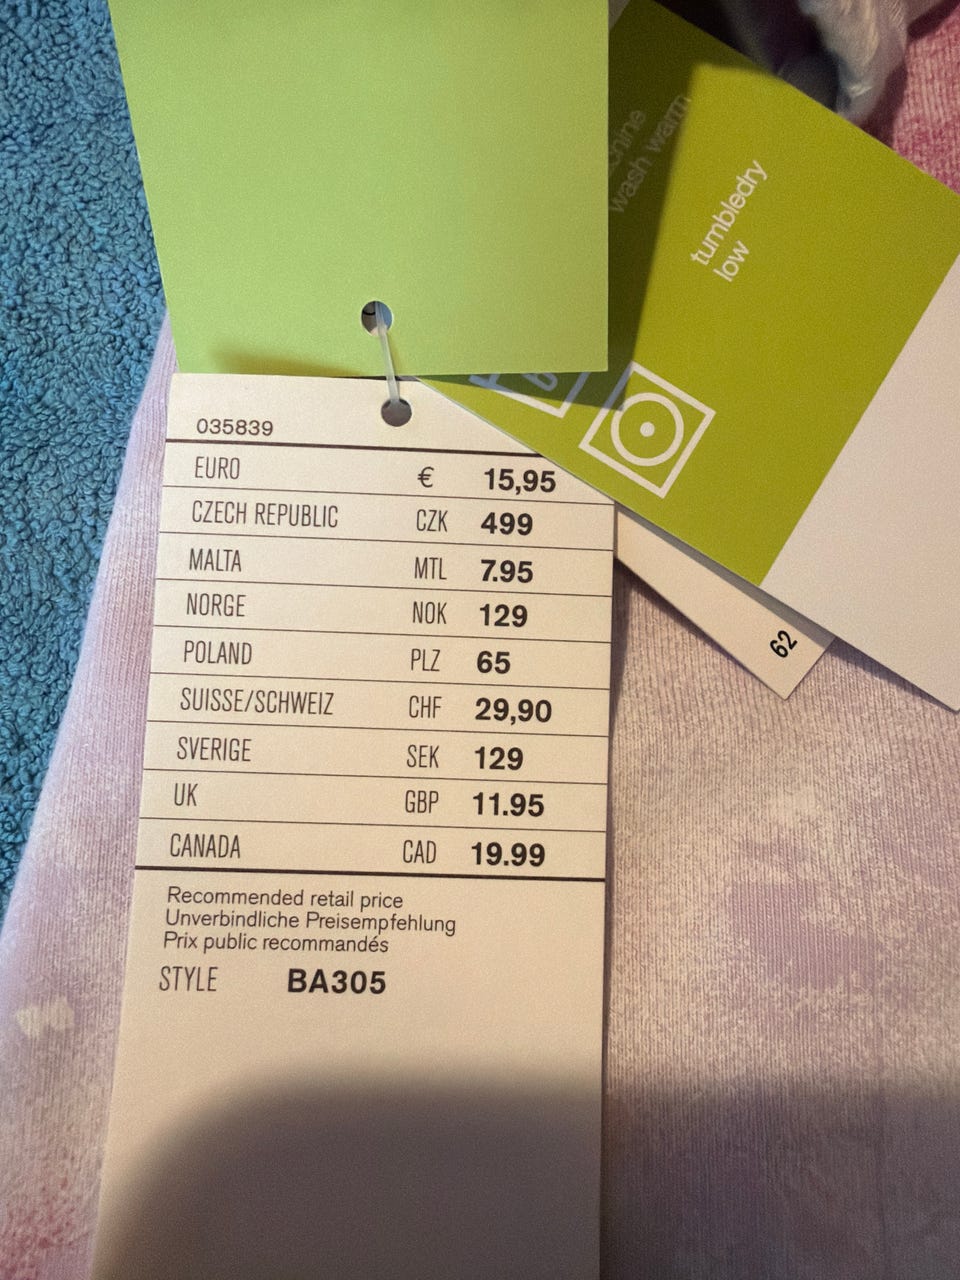 035839
EURO € 15,95
CZECH REPUBLIC CZK 499
MALTA MTL 7.95
NORGE NOK 129
POLAND PLZ 65
SUISSE/SCHWEIZ CHF 29,90
SVERIGE SEK 129
UK GBP 11.95
CANADA CAD 19.99
Recommended retail price
Unverbindliche Preisempfehlung
Prix public recommandés
STYLE BA305
wash warm
tumbledry
low
62